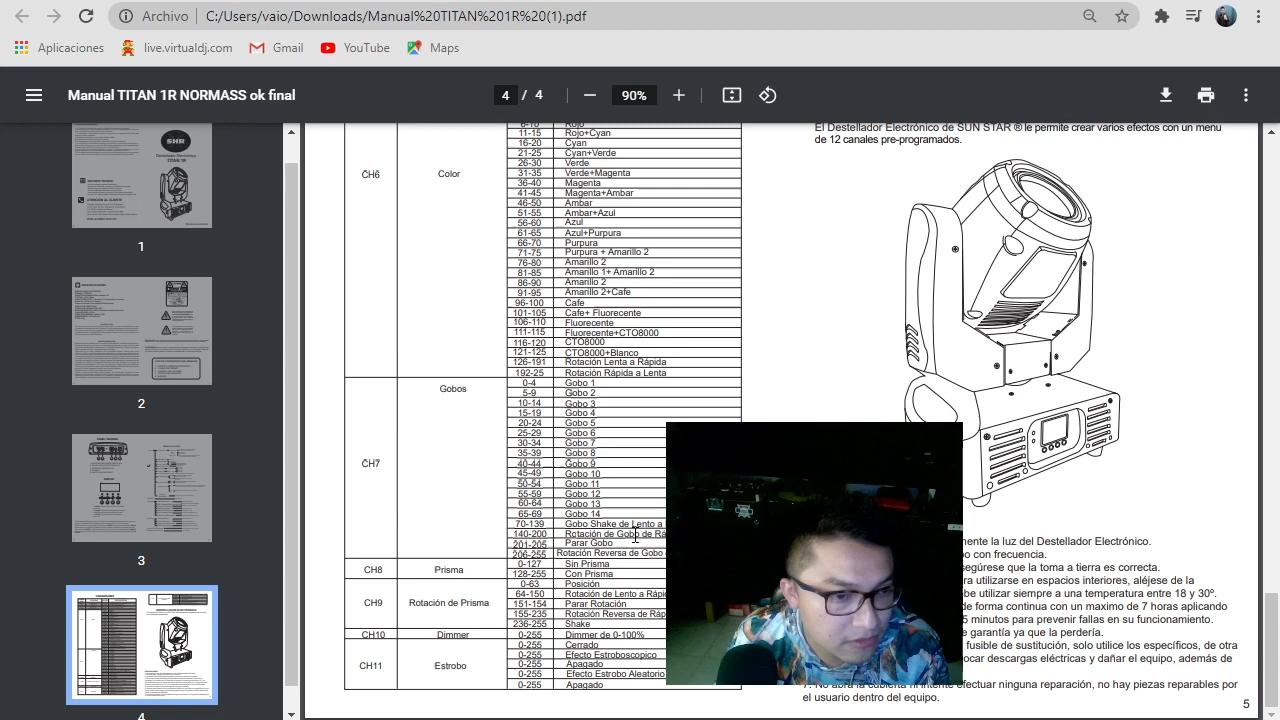 Archivo
C:/Users/vaio/Downloads/Manual%20TITAN%201R%20(1).pdf
Aplicaciones
live.virtualdj.com
Gmail
YouTube
Maps
Manual TITAN 1R NORMASS ok final
4 / 4
90%
SHR
TITAN 1R
1
2
3
4
CH6 Color
6-10 Rojo
11-15 Rojo+Cyan
16-20 Cyan
21-25 Cyan+Verde
26-30 Verde
31-35 Verde+Magenta
36-40 Magenta
41-45 Magenta+Ambar
46-50 Ambar
51-55 Ambar+Azul
56-60 Azul
61-65 Azul+Purpura
66-70 Purpura
71-75 Purpura + Amarillo 2
76-80 Amarillo 2
81-85 Amarillo 1+ Amarillo 2
86-90 Amarillo 2
91-95 Amarillo 2+Cafe
96-100 Cafe
101-105 Cafe+ Fluorecente
106-110 Fluorecente
111-115 Fluorecente+CTO8000
116-120 CTO8000
121-125 CTO8000+Blanco
126-191 Rotación Lenta a Rápida
192-25 Rotación Rápida a Lenta
CH7 Gobos
0-4 Gobo 1
5-9 Gobo 2
10-14 Gobo 3
15-19 Gobo 4
20-24 Gobo 5
25-29 Gobo 6
30-34 Gobo 7
35-39 Gobo 8
40-44 Gobo 9
45-49 Gobo 10
50-54 Gobo 11
55-59 Gobo 12
60-64 Gobo 13
65-69 Gobo 14
70-139 Gobo Shake de Lento a
140-200 Rotación de Gobo de
201-205 Parar Gobo
206-255 Rotación Reversa de Gobo
CH8 Prisma
0-127 Sin Prisma
128-255 Con Prisma
CH9 Rotación de Prisma
0-63 Posición
64-150 Rotación de Lenta
151-154 Parar Rotación
155-235 Rotación Reversa de
236-255 Shake
CH10 Dimmer
0-255 Dimmer de 0-100%
CH11 Estrobo
0-255 Cerrado
0-255 Efecto Estroboscopico
0-255 Apagado
0-255 Efecto Estrobo Aleatorio
0-255 Apagado
El Destellador Electrónico de SUN STAR ® le permite crear varios efectos con un menu
de 12 canales pre-programados.
la luz del Destellador Electrónico.
con frecuencia.
que la toma a tierra es correcta.
utilizarse en espacios interiores, aléjese de la
utilizar siempre a una temperatura entre 18 y 30º.
forma continua con un maximo de 7 horas aplicando
minutos para prevenir fallas en su funcionamiento.
garantía ya que la perdería.
fusible de sustitución, solo utilice los específicos, de otra
descargas eléctricas y dañar el equipo, además de
efectuar ninguna reparación, no hay piezas reparables por
el usuario dentro del equipo.
5